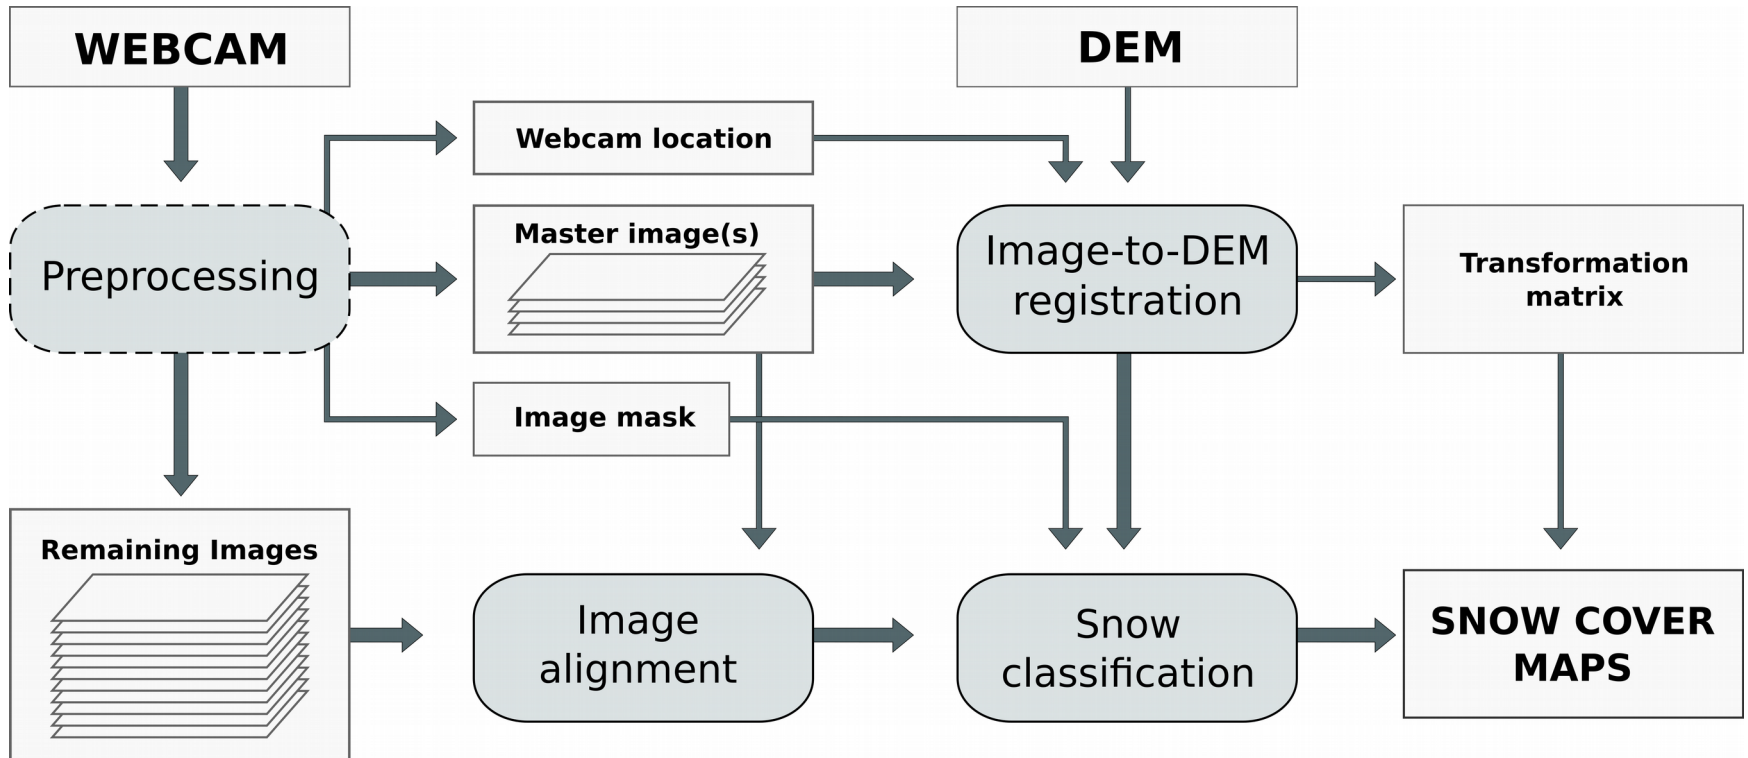 WEBCAM
DEM
Webcam location
Preprocessing
Master image(s)
Image-to-DEM
registration
Transformation
matrix
Image mask
Remaining Images
Image
alignment
Snow
classification
SNOW COVER
MAPS